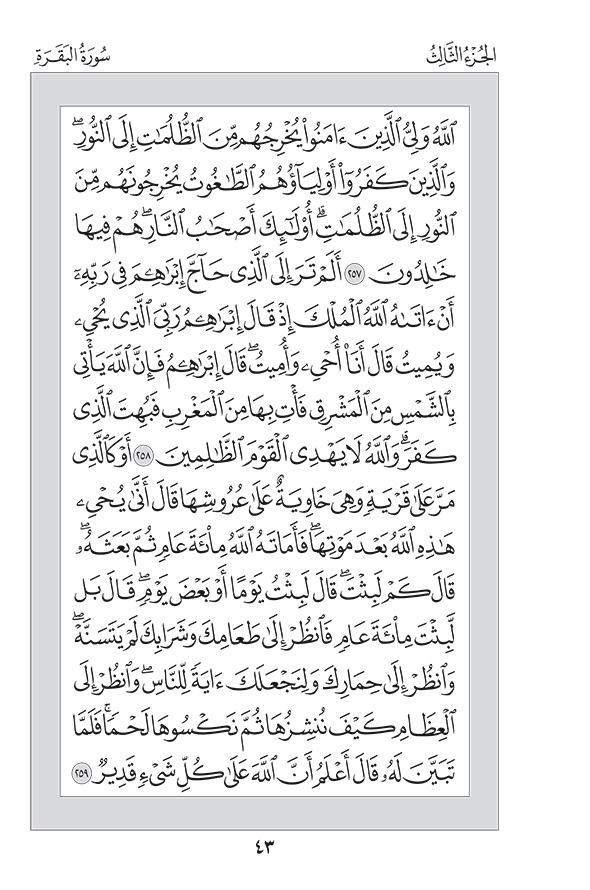 الجُزْءُ الثَّالِثُ
سُورَةُ البَقَرَةِ
ٱللَّهُ وَلِيُّ ٱلَّذِينَ ءَامَنُواْ يُخْرِجُهُم مِّنَ ٱلظُّلُمَٰتِ إِلَى ٱلنُّورِۖ
وَٱلَّذِينَ كَفَرُوٓاْ أَوْلِيَآؤُهُمُ ٱلطَّٰغُوتُ يُخْرِجُونَهُم مِّنَ
ٱلنُّورِ إِلَى ٱلظُّلُمَٰتِۗ أُوْلَٰٓئِكَ أَصْحَٰبُ ٱلنَّارِۖ هُمْ فِيهَا
خَٰلِدُونَ ٢٥٧ أَلَمْ تَرَ إِلَى ٱلَّذِى حَآجَّ إِبْرَٰهِـۧمَ فِى رَبِّهِۦٓ
أَنْ ءَاتَىٰهُ ٱللَّهُ ٱلْمُلْكَ إِذْ قَالَ إِبْرَٰهِـۧمُ رَبِّىَ ٱلَّذِى يُحْىِۦ
وَيُمِيتُ قَالَ أَنَا۠ أُحْىِۦ وَأُمِيتُۖ قَالَ إِبْرَٰهِـۧمُ فَإِنَّ ٱللَّهَ يَأْتِى
بِٱلشَّمْسِ مِنَ ٱلْمَشْرِقِ فَأْتِ بِهَا مِنَ ٱلْمَغْرِبِ فَبُهِتَ ٱلَّذِى
كَفَرَۗ وَٱللَّهُ لَا يَهْدِى ٱلْقَوْمَ ٱلظَّٰلِمِينَ ٢٥٨ أَوْ كَٱلَّذِى
مَرَّ عَلَىٰ قَرْيَةٍ وَهِىَ خَاوِيَةٌ عَلَىٰ عُرُوشِهَا قَالَ أَنَّىٰ يُحْىِۦ
هَٰذِهِ ٱللَّهُ بَعْدَ مَوْتِهَاۖ فَأَمَاتَهُ ٱللَّهُ مِا۟ئَةَ عَامٍ ثُمَّ بَعَثَهُۥۖ
قَالَ كَمْ لَبِثْتَۖ قَالَ لَبِثْتُ يَوْمًا أَوْ بَعْضَ يَوْمٍۖ قَالَ بَل
لَّبِثْتَ مِا۟ئَةَ عَامٍ فَٱنظُرْ إِلَىٰ طَعَامِكَ وَشَرَابِكَ لَمْ يَتَسَنَّهْۖ
وَٱنظُرْ إِلَىٰ حِمَارِكَ وَلِنَجْعَلَكَ ءَايَةً لِّلنَّاسِۖ وَٱنظُرْ إِلَى
ٱلْعِظَامِ كَيْفَ نُنشِزُهَا ثُمَّ نَكْسُوهَا لَحْمًاۚ فَلَمَّا
تَبَيَّنَ لَهُۥ قَالَ أَعْلَمُ أَنَّ ٱللَّهَ عَلَىٰ كُلِّ شَىْءٍ قَدِيرٌ ٢٥٩
٤٣